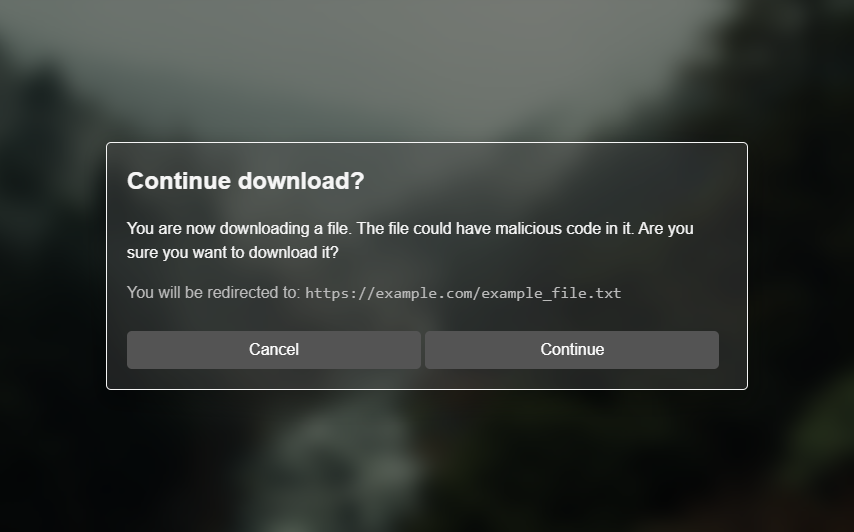 Continue download?
You are now downloading a file. The file could have malicious code in it. Are you
sure you want to download it?
You will be redirected to: https://example.com/example_file.txt
Cancel Continue